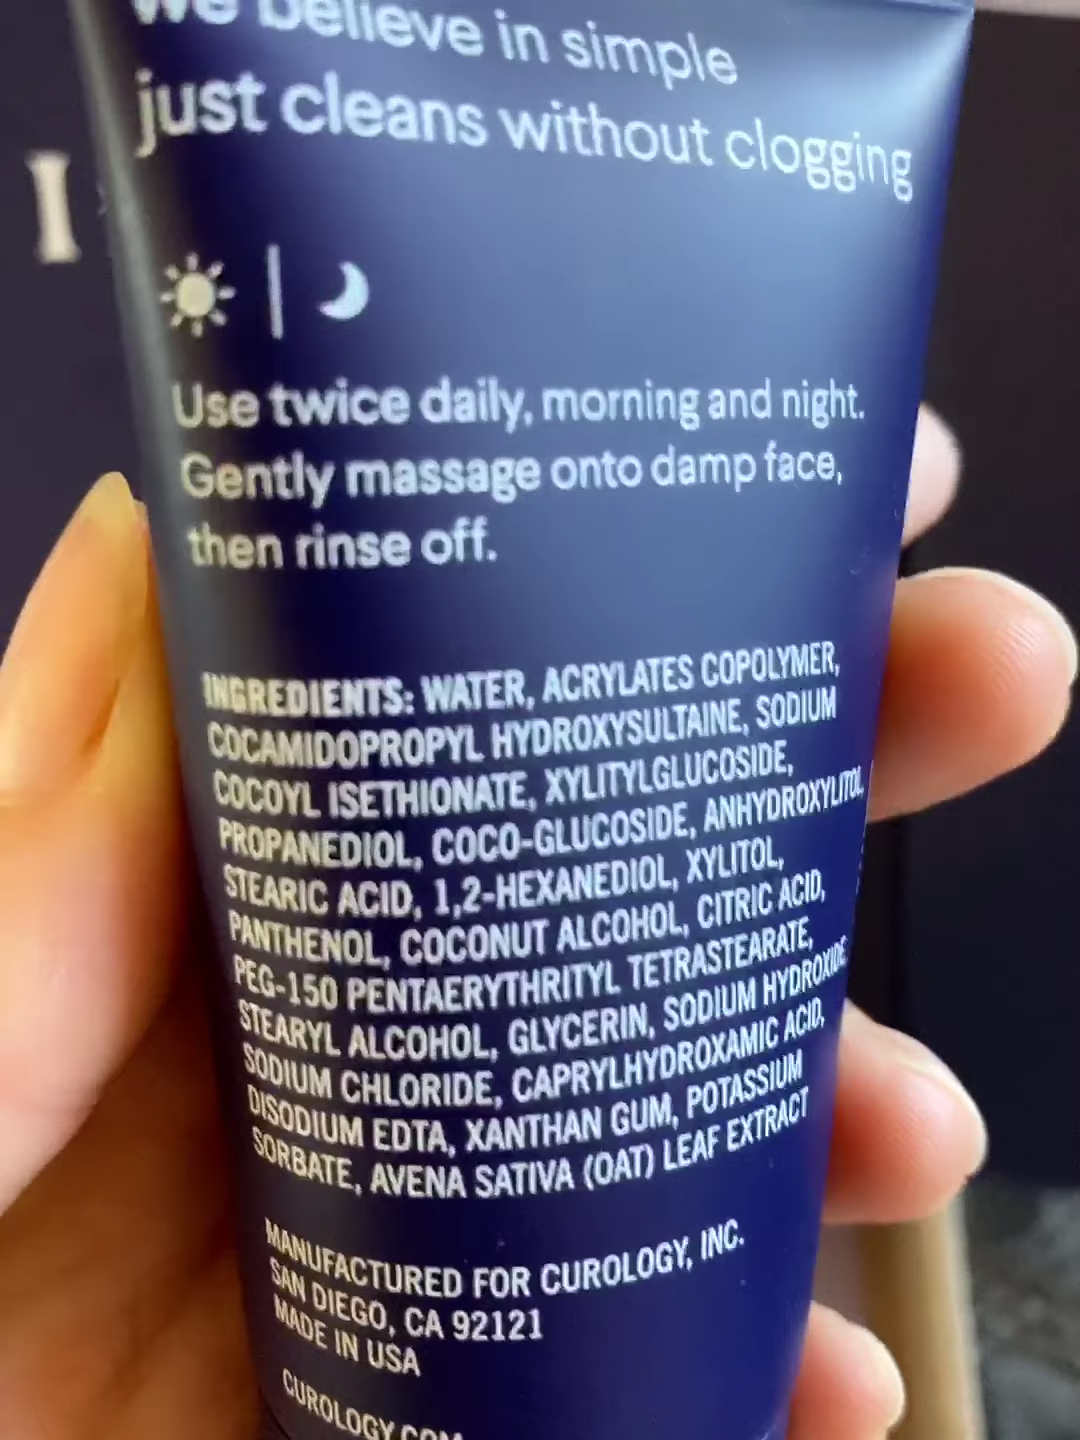 We believe in simple
just cleans without clogging
I
Use twice daily, morning and night.
Gently massage onto damp face,
then rinse off.
INGREDIENTS: WATER, ACRYLATES COPOLYMER,
COCAMIDOPROPYL HYDROXYSULTAINE, SODIUM
COCOYL ISETHIONATE, XYLITYLGLUCOSIDE,
PROPANEDIOL, COCO-GLUCOSIDE, ANHYDROXYLITOL,
STEARIC ACID, 1,2-HEXANEDIOL, XYLITOL,
PANTHENOL, COCONUT ALCOHOL, CITRIC ACID,
PEG-150 PENTAERYTHRITYL TETRASTEARATE,
STEARYL ALCOHOL, GLYCERIN, SODIUM HYDROXIDE,
SODIUM CHLORIDE, CAPRYLHYDROXAMIC ACID,
DISODIUM EDTA, XANTHAN GUM, POTASSIUM
SORBATE, AVENA SATIVA (OAT) LEAF EXTRACT
MANUFACTURED FOR CUROLOGY, INC.
SAN DIEGO, CA 92121
MADE IN USA
CUROLOGY.COM